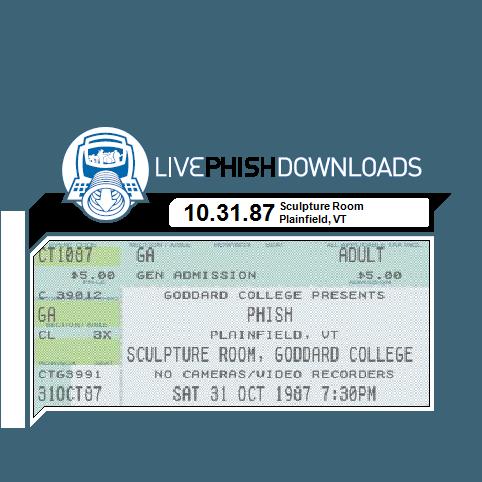 LIVEPHISHDOWNLOADS
10.31.87 Sculpture Room
Plainfield, VT
CT1087 GA ADULT
$5.00 GEN ADMISSION $5.00
C 39012 GODDARD COLLEGE PRESENTS
GA PHISH
CL 3X PLAINFIELD, VT
SCULPTURE ROOM, GODDARD COLLEGE
CTG3991 NO CAMERAS/VIDEO RECORDERS
31OCT87 SAT 31 OCT 1987 7:30PM